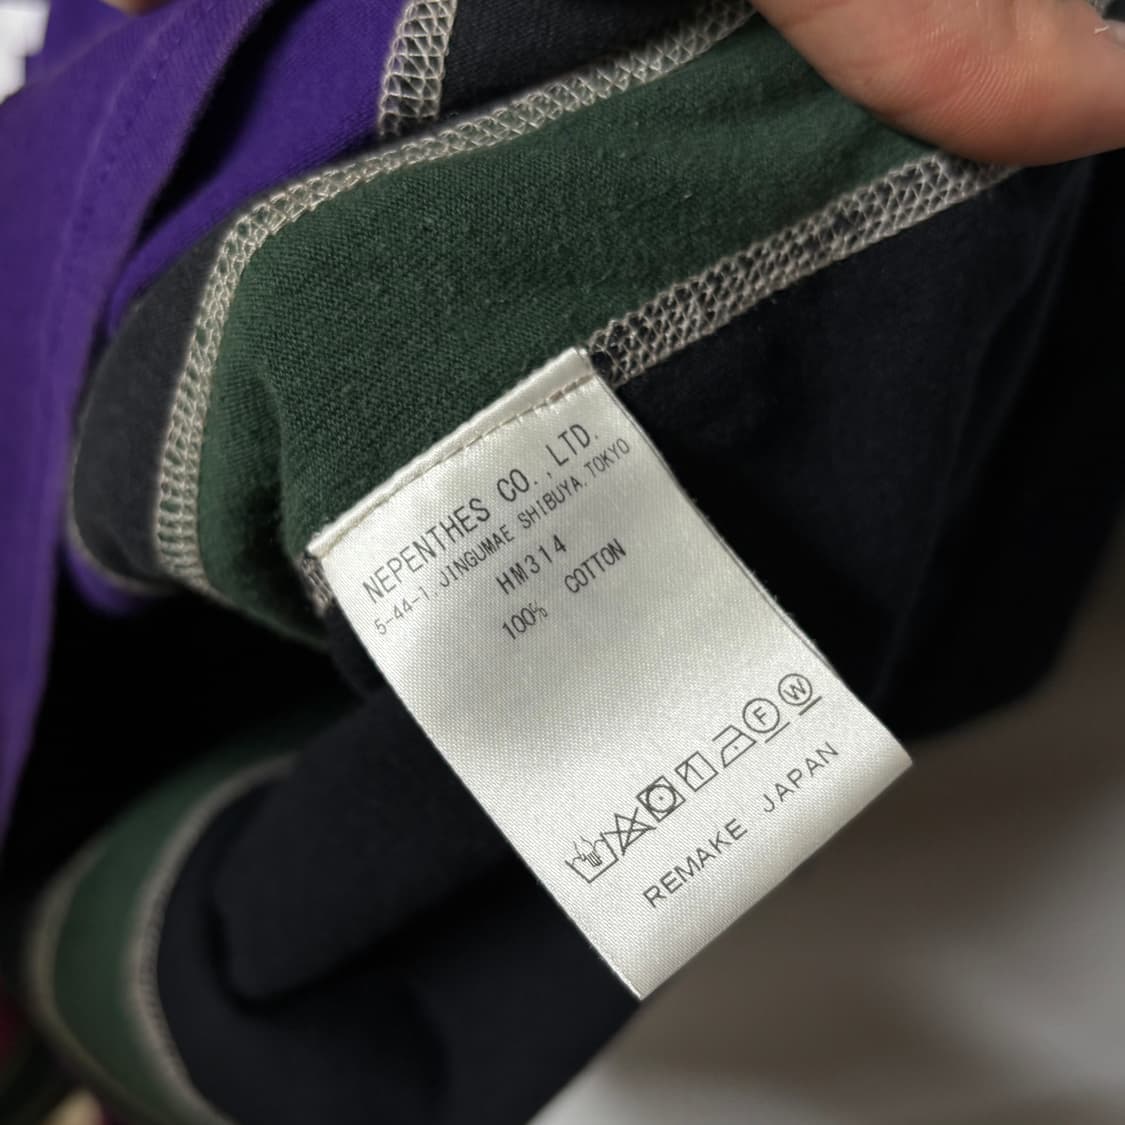 NEPENTHES CO.,LTD.
5-44-1, JINGUMAE SHIBUYA.TOKYO
HM314
100% COTTON
F W
REMAKE JAPAN